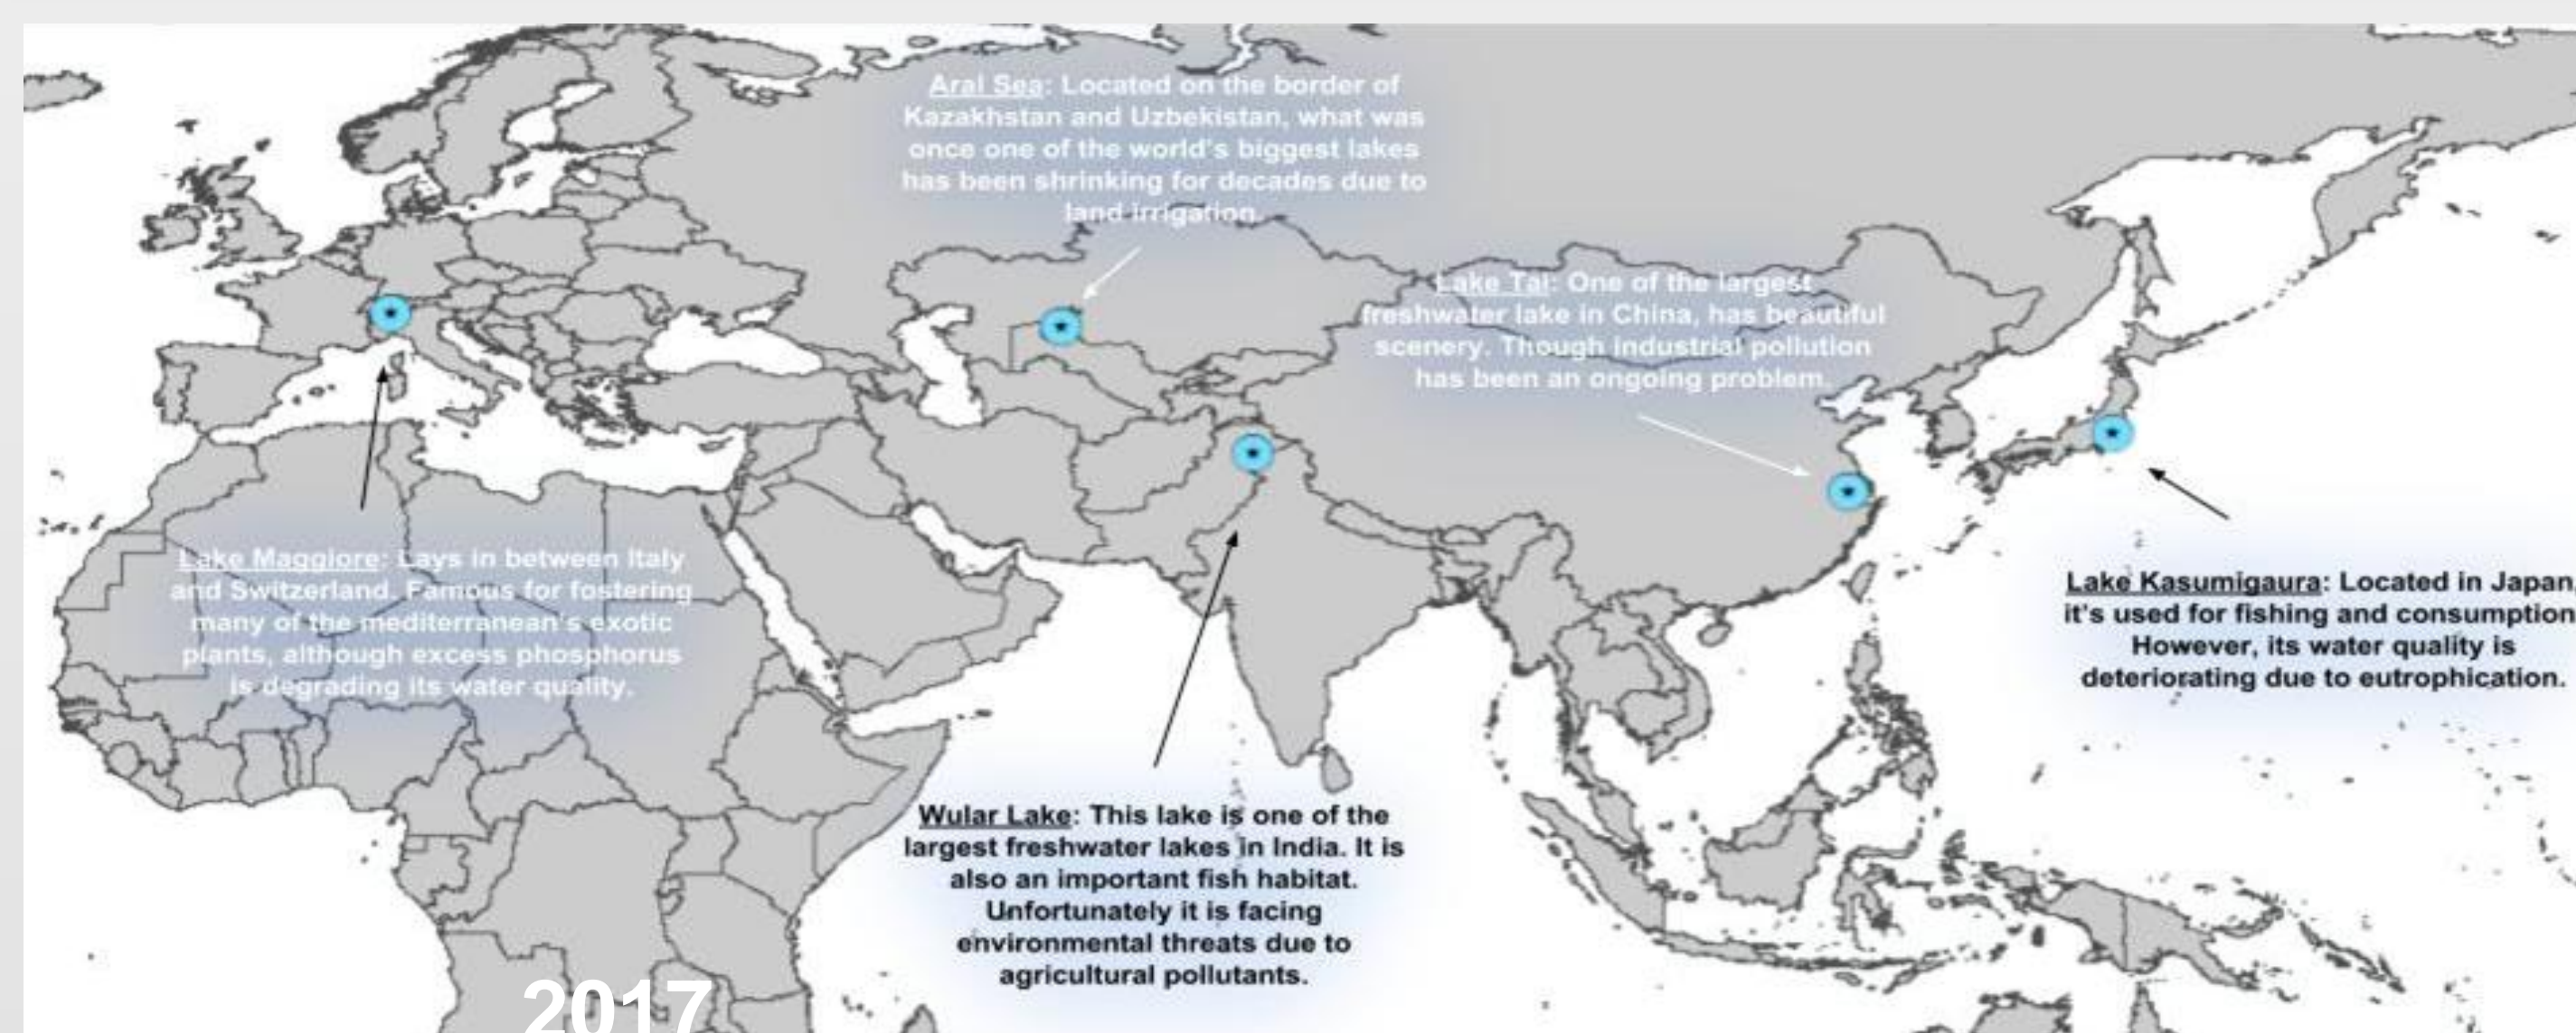 Aral Sea: Located on the border of
Kazakhstan and Uzbekistan, what was
once one of the world's biggest lakes
has been shrinking for decades due to
land irrigation.
Lake Tai: One of the largest
freshwater lake in China, has beautiful
scenery. Though industrial pollution
has been an ongoing problem.
Lake Maggiore: Lays in between Italy
and Switzerland. Famous for fostering
many of the mediterranean's exotic
plants, although excess phosphorus
is degrading its water quality.
Lake Kasumigaura: Located in Japan,
it's used for fishing and consumption
However, its water quality is
deteriorating due to eutrophication.
Wular Lake: This lake is one of the
largest freshwater lakes in India. It is
also an important fish habitat.
Unfortunately it is facing
environmental threats due to
agricultural pollutants.
2017